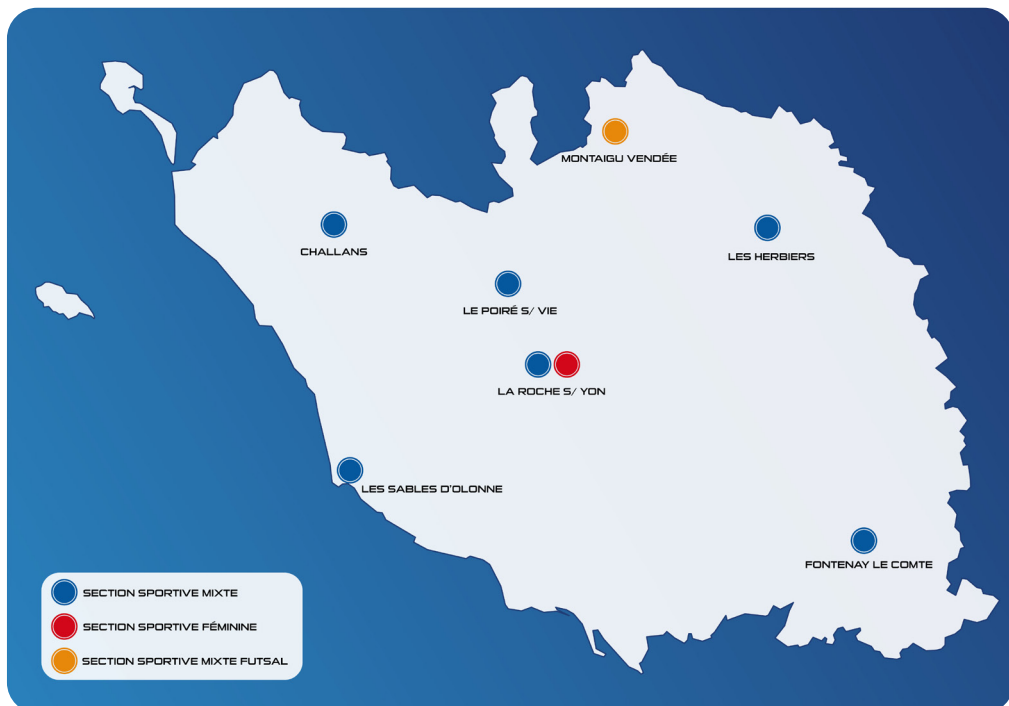 MONTAIGU VENDÉE
CHALLANS
LES HERBIERS
LE POIRÉ S/ VIE
LA ROCHE S/ YON
LES SABLES D'OLONNE
FONTENAY LE COMTE
SECTION SPORTIVE MIXTE
SECTION SPORTIVE FÉMININE
SECTION SPORTIVE MIXTE FUTSAL